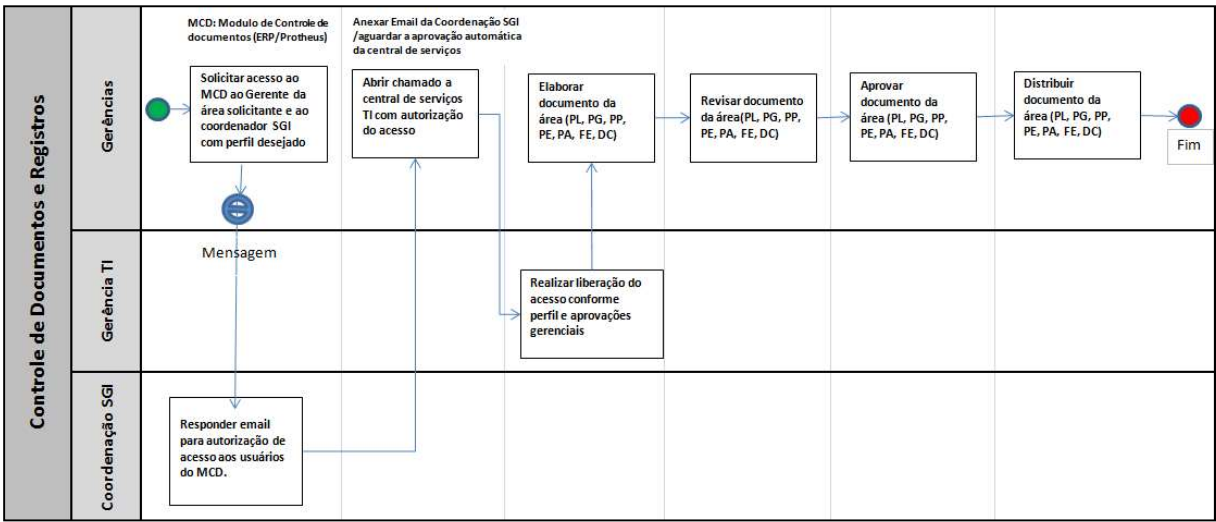 Controle de Documentos e Registros
Gerências
MCD: Modulo de Controle de
documentos (ERP/Protheus)
Solicitar acesso ao
MCD ao Gerente da
área solicitante e ao
coordenador SGI
com perfil desejado
Mensagem
Anexar Email da Coordenação SGI
/aguardar a aprovação automática
da central de serviços
Abrir chamado a
central de serviços
TI com autorização
do acesso
Elaborar
documento da
área (PL, PG, PP,
PE, PA, FE, DC)
Revisar documento
da área(PL, PG, PP,
PE, PA, FE, DC)
Aprovar
documento da
área (PL, PG, PP,
PE, PA, FE, DC)
Distribuir
documento da
área (PL, PG, PP,
PE, PA, FE, DC)
Fim
Gerência TI
Realizar liberação do
acesso conforme
perfil e aprovações
gerenciais
Coordenação SGI
Responder email
para autorização de
acesso aos usuários
do MCD.